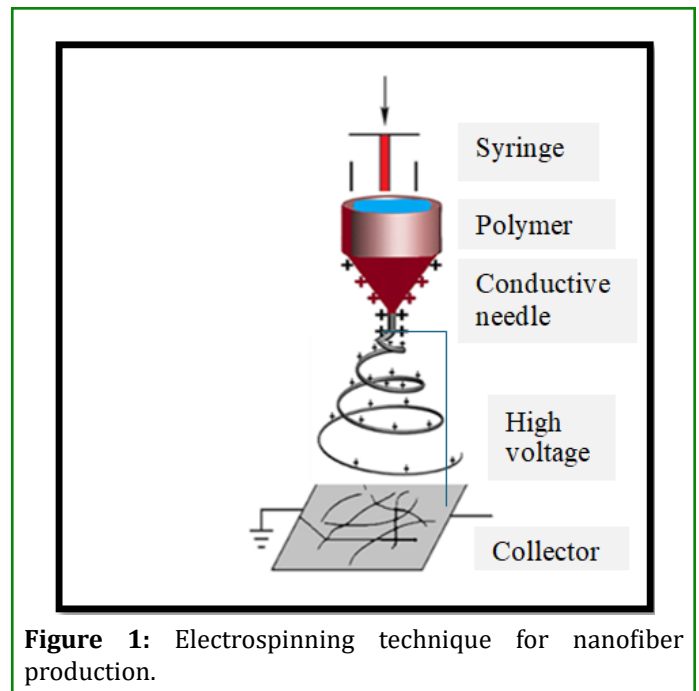 Syringe
Polymer
Conductive
needle
High
voltage
Collector
Figure 1: Electrospinning technique for nanofiber
production.